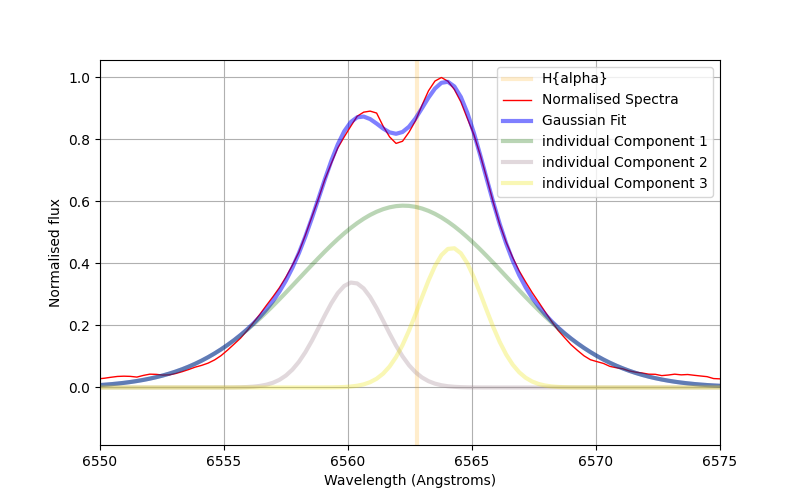 H{alpha}
Normalised Spectra
Gaussian Fit
individual Component 1
individual Component 2
individual Component 3
1.0
0.8
0.6
0.4
0.2
0.0
Normalised flux
6550
6555
6560
6565
6570
6575
Wavelength (Angstroms)